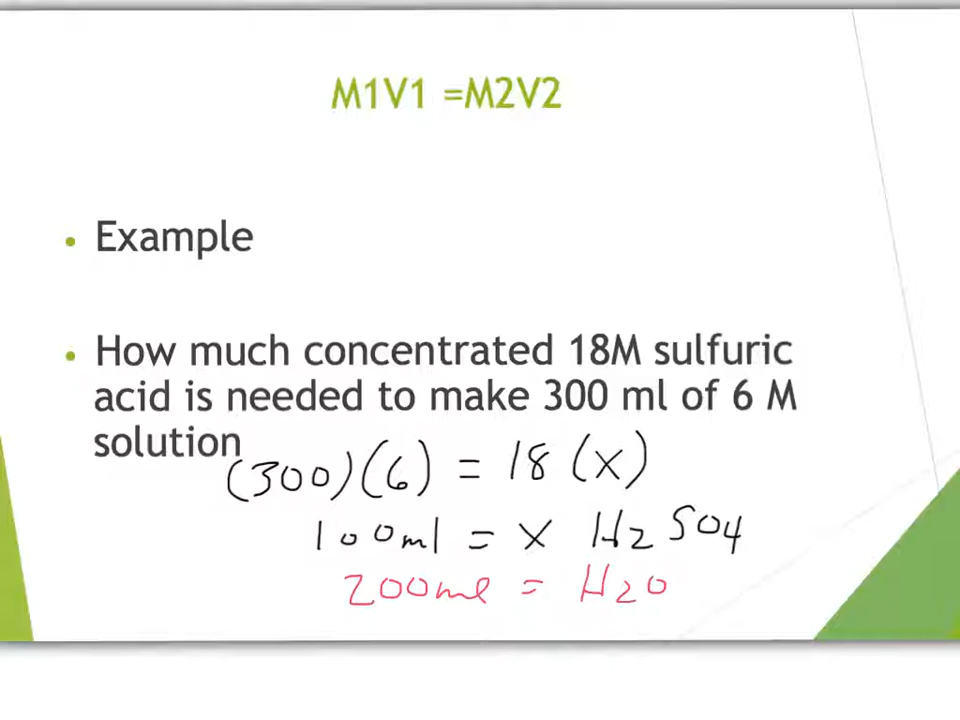 M1V1 =M2V2
• Example
• How much concentrated 18M sulfuric
acid is needed to make 300 ml of 6 M
solution
(300)(6) = 18 (x)
100ml = x H2SO4
200ml = H2O